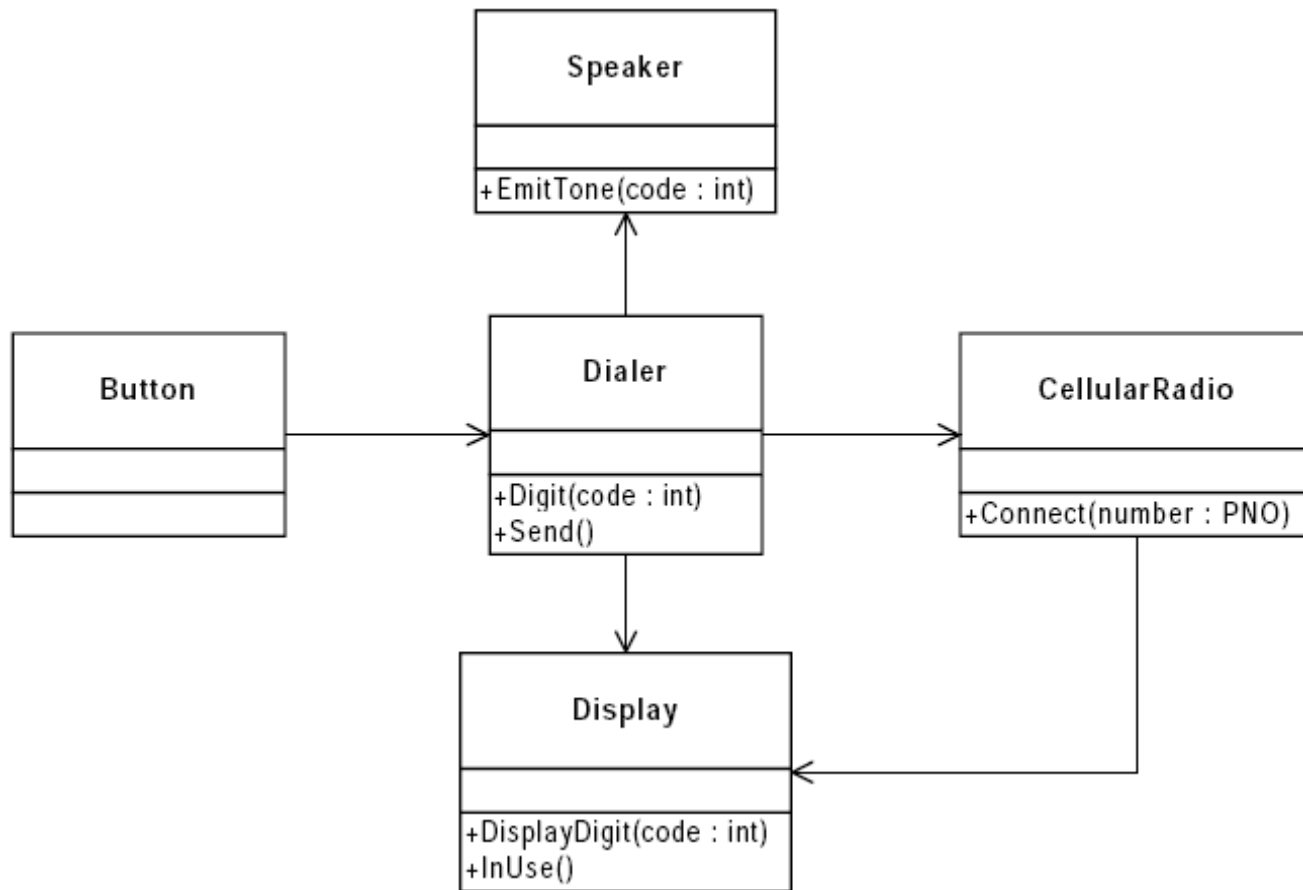 Speaker
+EmitTone(code : int)
Button
Dialer
+Digit(code : int)
+Send()
CellularRadio
+Connect(number : PNO)
Display
+DisplayDigit(code : int)
+InUse()